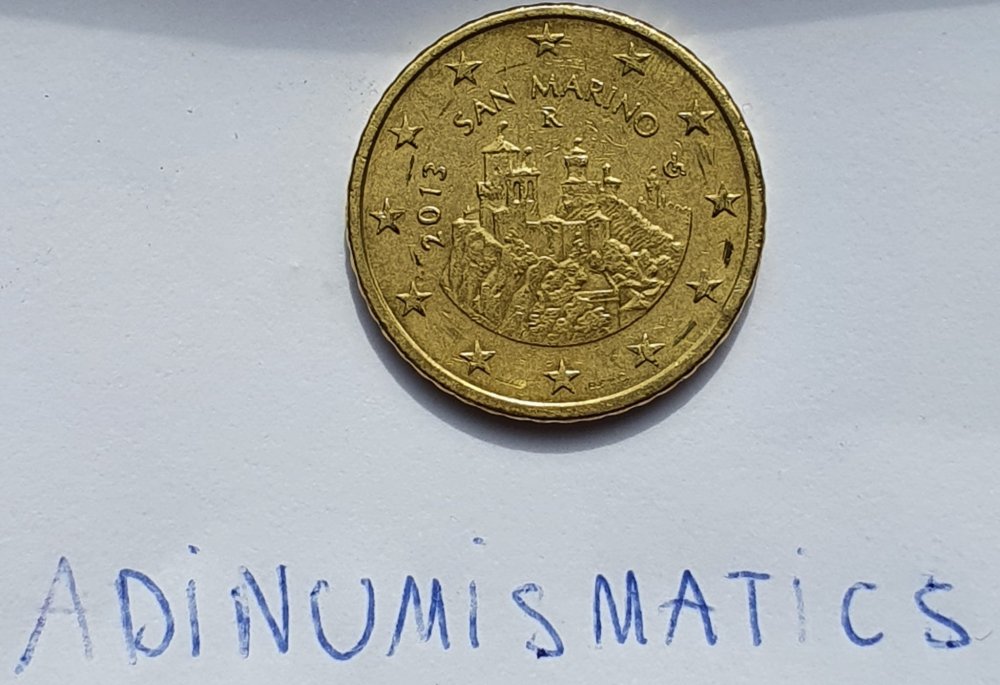 SAN MARINO
R
2013
ADiNUMiSMATiCS